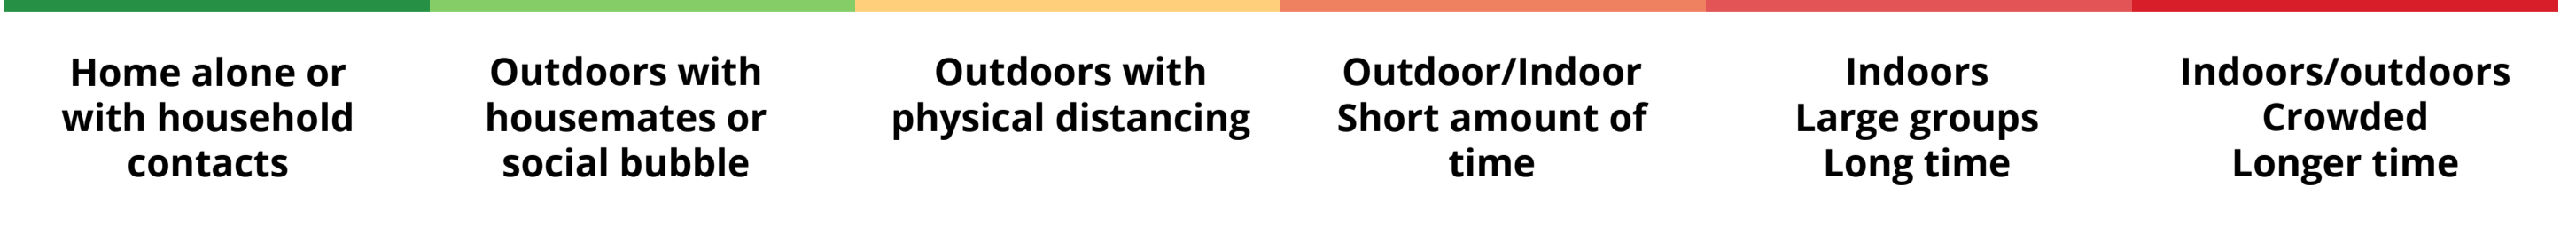 Home alone or
with household
contacts
Outdoors with
housemates or
social bubble
Outdoors with
physical distancing
Outdoor/Indoor
Short amount of
time
Indoors
Large groups
Long time
Indoors/outdoors
Crowded
Longer time